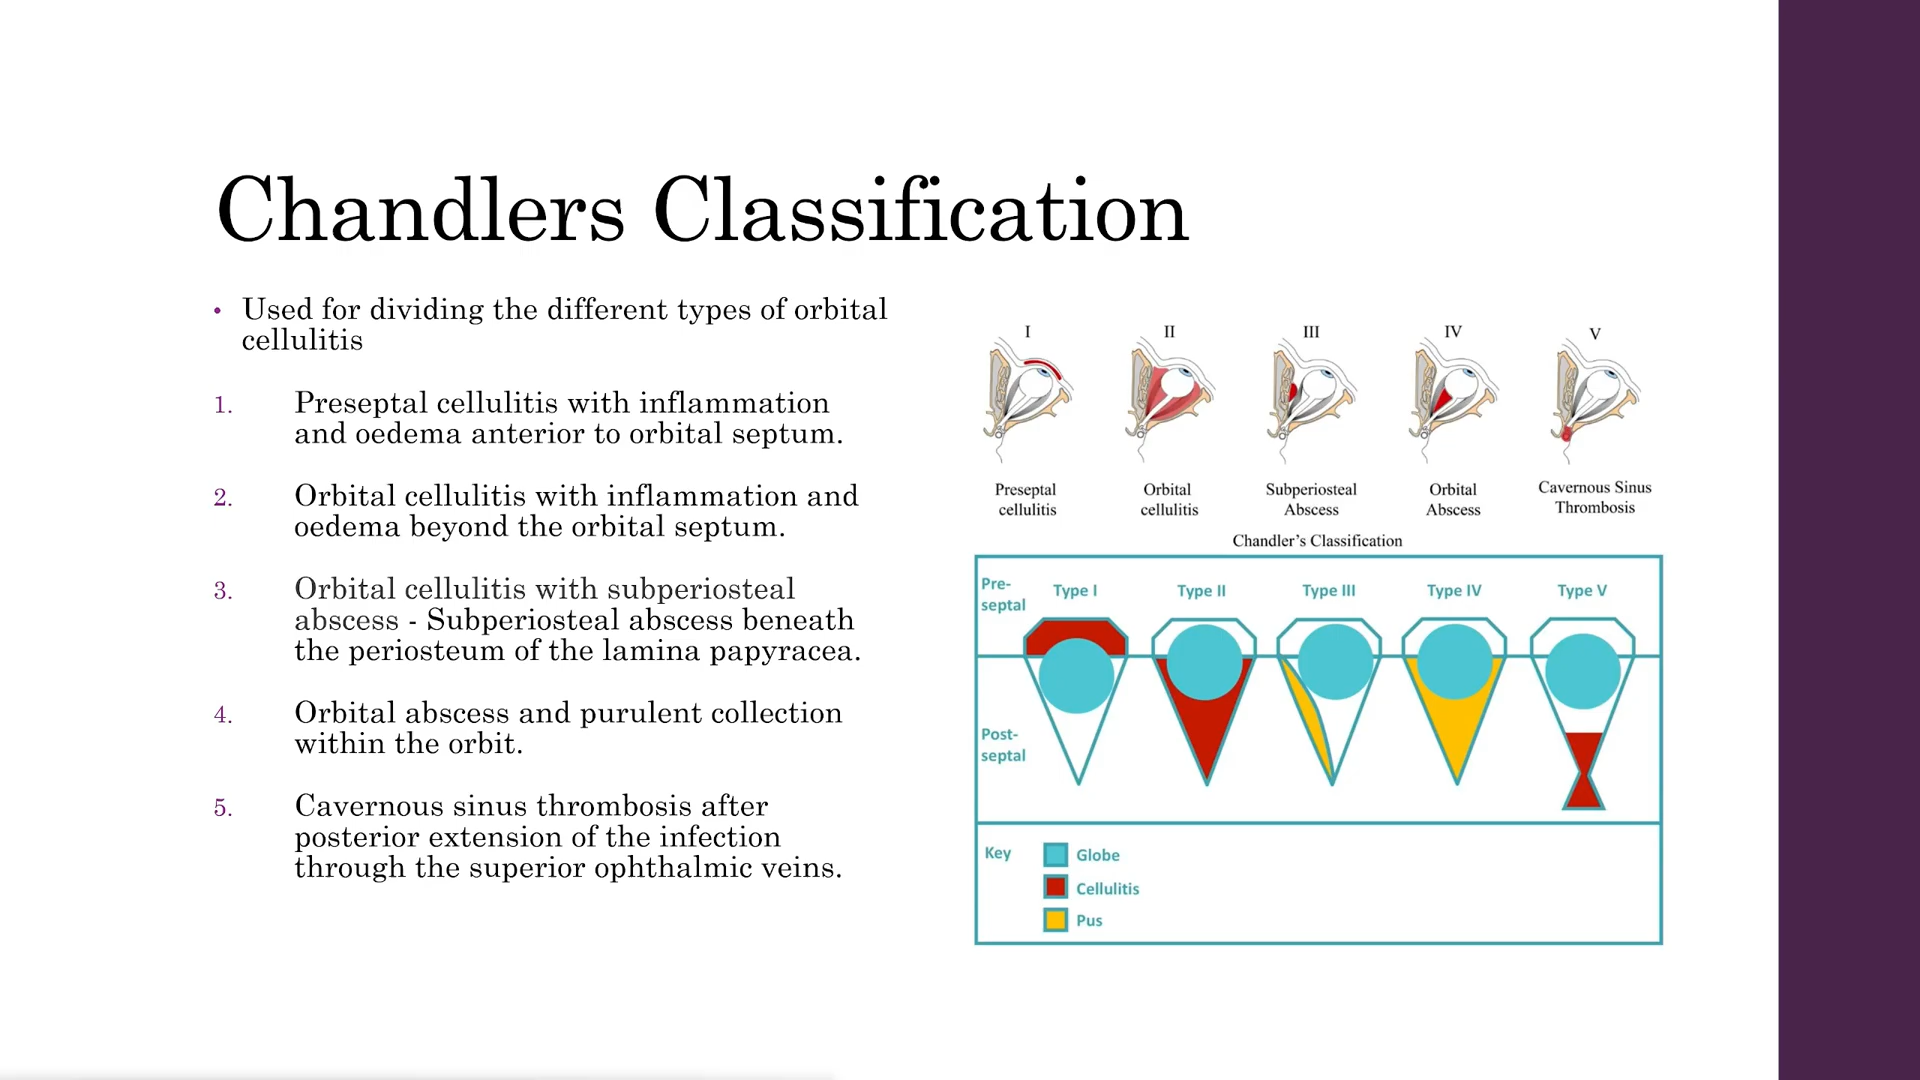 Chandlers Classification
• Used for dividing the different types of orbital
cellulitis
1. Preseptal cellulitis with inflammation
and oedema anterior to orbital septum.
2. Orbital cellulitis with inflammation and
oedema beyond the orbital septum.
3. Orbital cellulitis with subperiosteal
abscess - Subperiosteal abscess beneath
the periosteum of the lamina papyracea.
4. Orbital abscess and purulent collection
within the orbit.
5. Cavernous sinus thrombosis after
posterior extension of the infection
through the superior ophthalmic veins.
I II III IV V
Preseptal
cellulitis
Orbital
cellulitis
Subperiosteal
Abscess
Orbital
Abscess
Cavernous Sinus
Thrombosis
Chandler's Classification
Pre-
septal
Type I Type II Type III Type IV Type V
Post-
septal
Key
Globe
Cellulitis
Pus